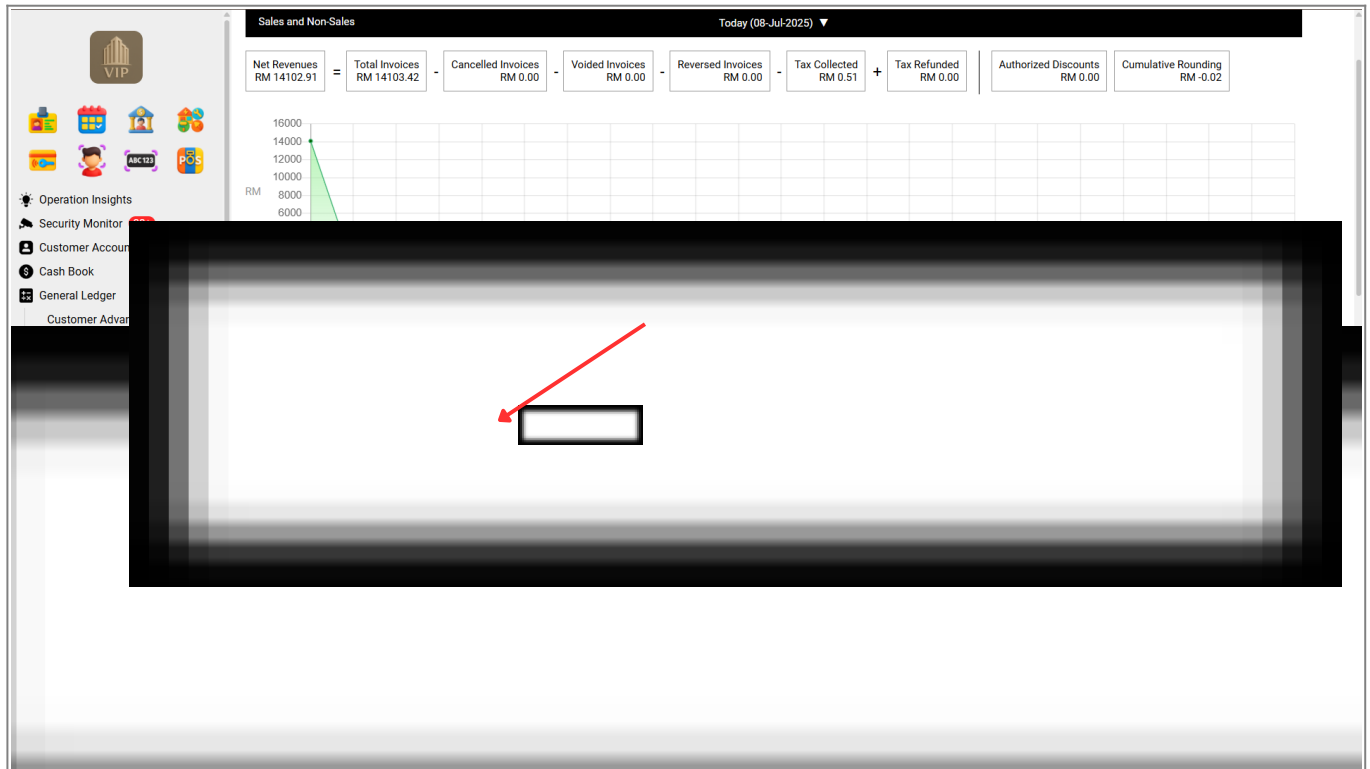 Sales and Non-Sales
Today (08-Jul-2025) ▼
VIP
Net Revenues
RM 14102.91
=
Total Invoices
RM 14103.42
-
Cancelled Invoices
RM 0.00
-
Voided Invoices
RM 0.00
-
Reversed Invoices
RM 0.00
-
Tax Collected
RM 0.51
+
Tax Refunded
RM 0.00
Authorized Discounts
RM 0.00
Cumulative Rounding
RM -0.02
ABC 123
POS
Operation Insights
Security Monitor
Customer Accoun
Cash Book
General Ledger
Customer Advan
16000
14000
12000
10000
RM
8000
6000